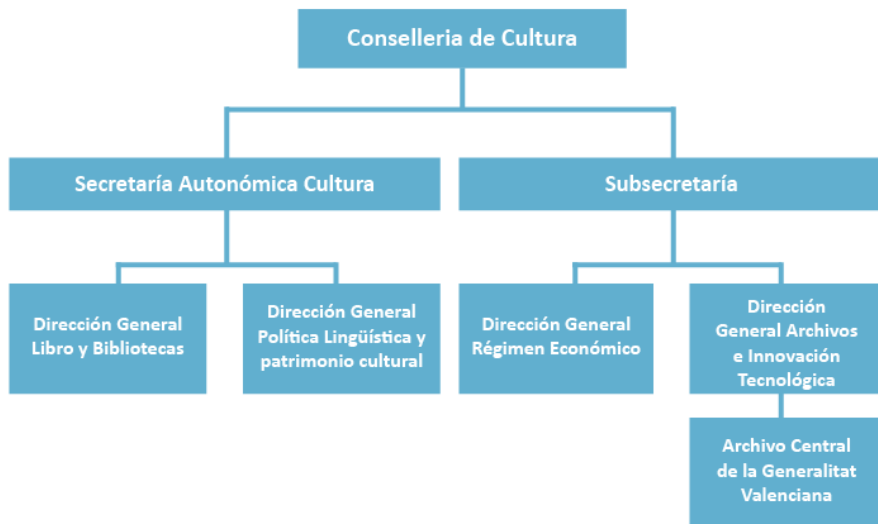 Conselleria de Cultura
Secretaría Autonómica Cultura
Subsecretaría
Dirección General
Libro y Bibliotecas
Dirección General
Política Lingüística y
patrimonio cultural
Dirección General
Régimen Económico
Dirección
General Archivos
e Innovación
Tecnológica
Archivo Central
de la Generalitat
Valenciana